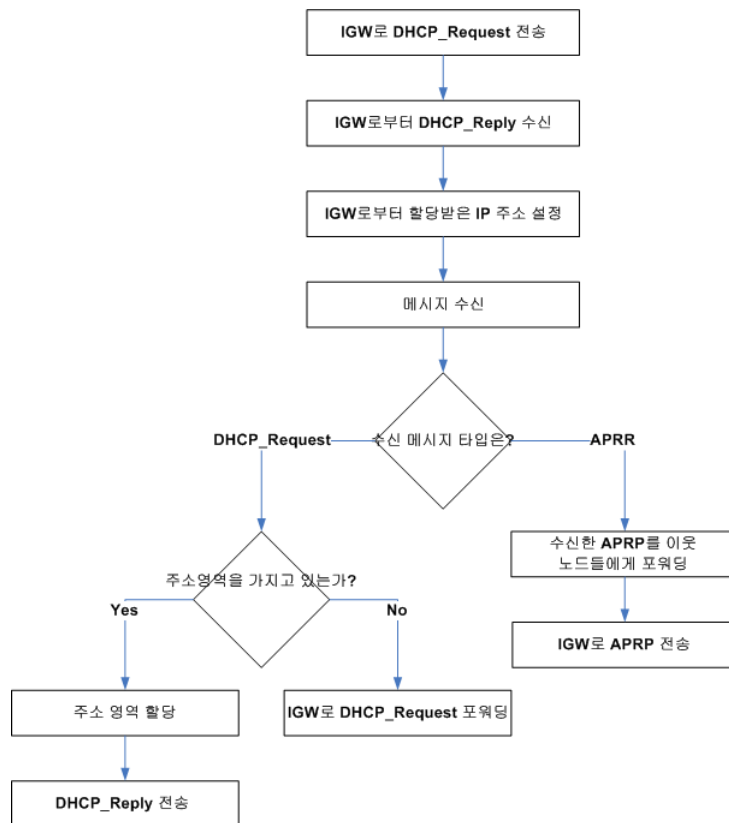 IGW로 DHCP_Request 전송
IGW로부터 DHCP_Reply 수신
IGW로부터 할당받은 IP 주소 설정
메시지 수신
수신 메시지 타입은?
DHCP_Request
APRR
주소영역을 가지고 있는가?
수신한 APRP를 이웃
노드들에게 포워딩
Yes
No
IGW로 APRP 전송
주소 영역 할당
IGW로 DHCP_Request 포워딩
DHCP_Reply 전송